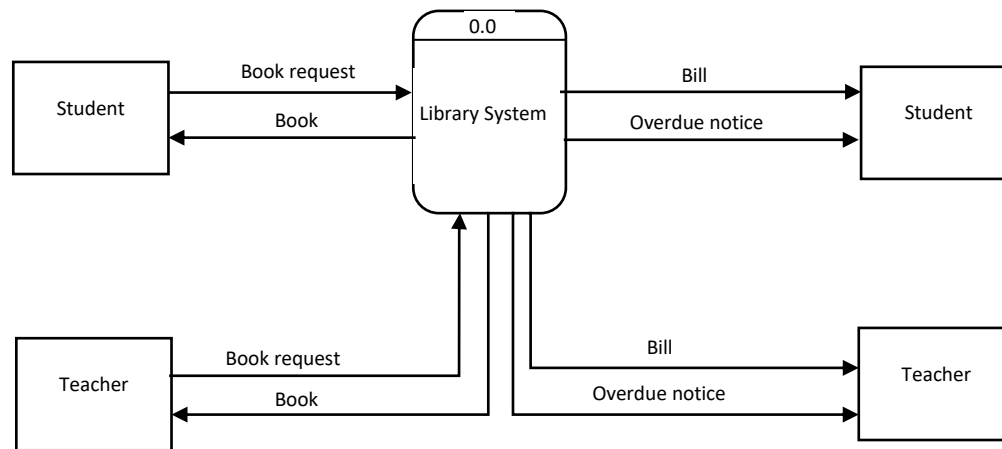 0.0
Book request
Bill
Student
Library System
Student
Book
Overdue notice
Book request
Bill
Teacher
Teacher
Book
Overdue notice